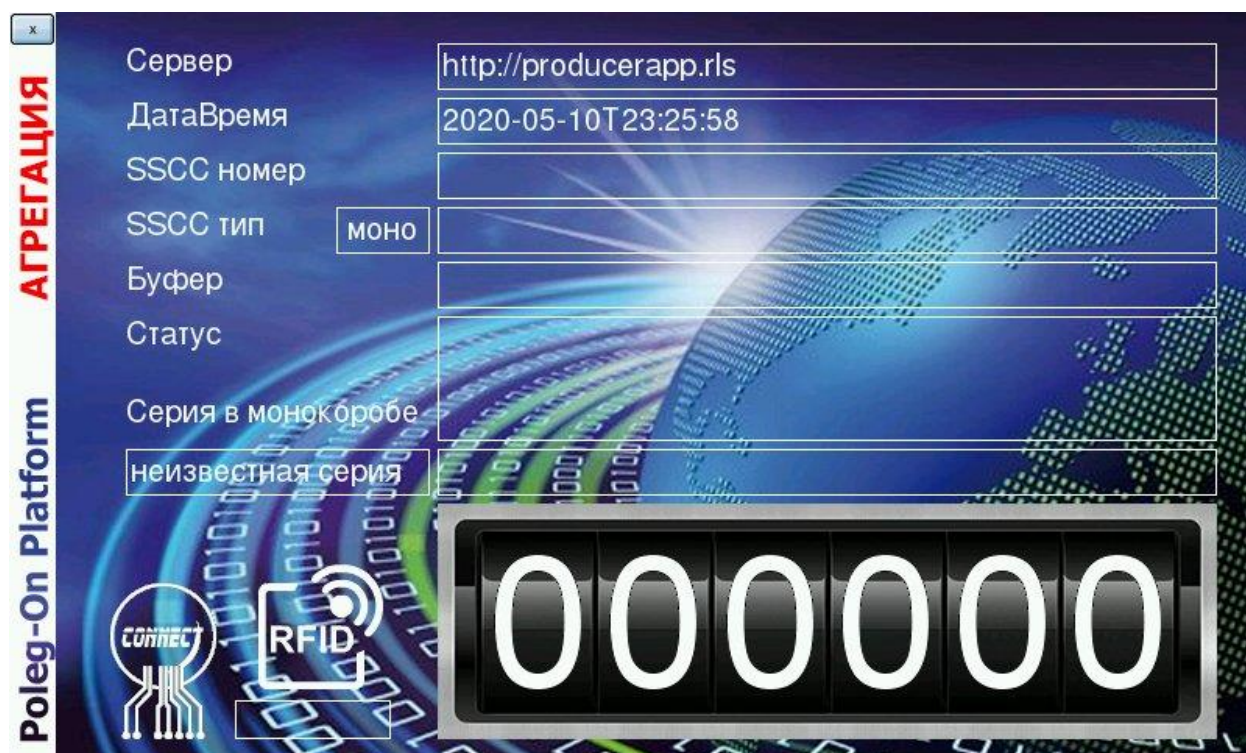 x
АГРЕГАЦИЯ
Poleg-On Platform
Сервер
http://producerapp.rls
ДатаВремя
2020-05-10T23:25:58
SSCC номер
SSCC тип
моно
Буфер
Статус
Серия в монокоробе
неизвестная серия
CONNECT
RFID
000000